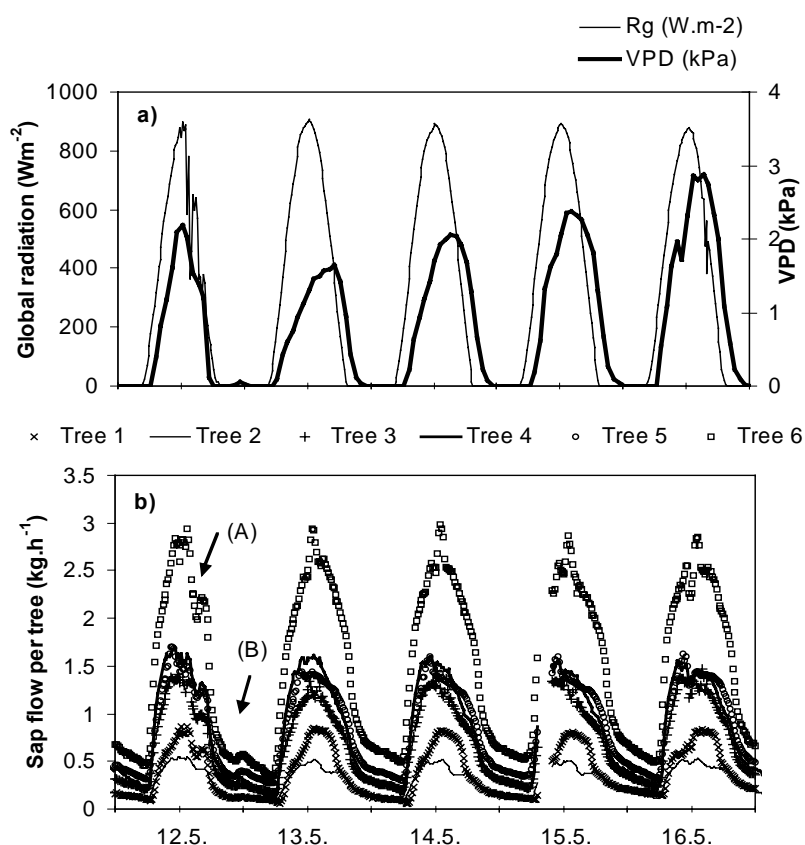 Rg (W.m-2)
VPD (kPa)
a)
Global radiation (Wm-2)
1000
800
600
400
200
0
VPD (kPa)
4
3
2
1
0
Tree 1 Tree 2 Tree 3 Tree 4 Tree 5 Tree 6
b)
Sap flow per tree (kg.h-1)
3.5
3
2.5
2
1.5
1
0.5
0
(A)
(B)
12.5. 13.5. 14.5. 15.5. 16.5.